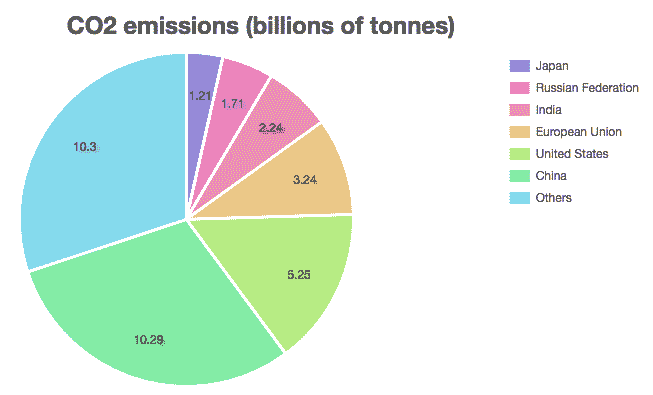 CO2 emissions (billions of tonnes)
1.21
1.71
2.24
3.24
5.25
10.29
10.3
Japan
Russian Federation
India
European Union
United States
China
Others